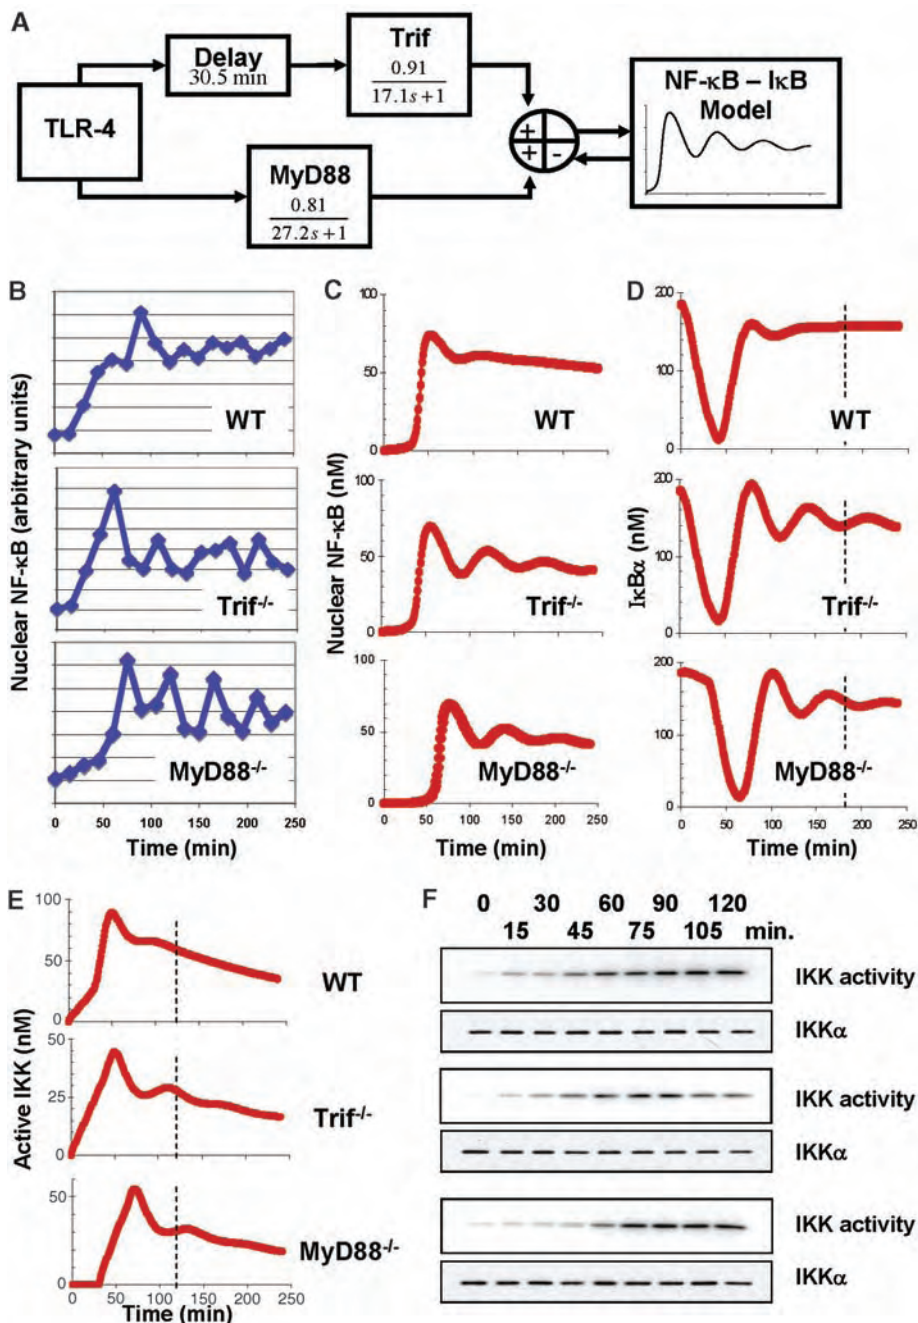 A
TLR-4
Delay
30.5 min
Trif
0.91
17.1s+1
MyD88
0.81
27.2s+1
+ +
+ -
NF-κB – IκB
Model
B
Nuclear NF-κB (arbitrary units)
WT
Trif-/-
MyD88-/-
0 50 100 150 200 250
Time (min)
C
Nuclear NF-κB (nM)
100
50
0
WT
100
50
0
Trif-/-
100
50
0
MyD88-/-
0 50 100 150 200 250
Time (min)
D
IκBα (nM)
200
100
0
WT
200
100
0
Trif-/-
200
100
0
MyD88-/-
0 50 100 150 200 250
Time (min)
E
Active IKK (nM)
100
50
0
WT
50
25
0
Trif-/-
50
0
MyD88-/-
0 50 100 150 200 250
Time (min)
F
0 30 60 90 120
15 45 75 105 min.
IKK activity
IKKα
IKK activity
IKKα
IKK activity
IKKα